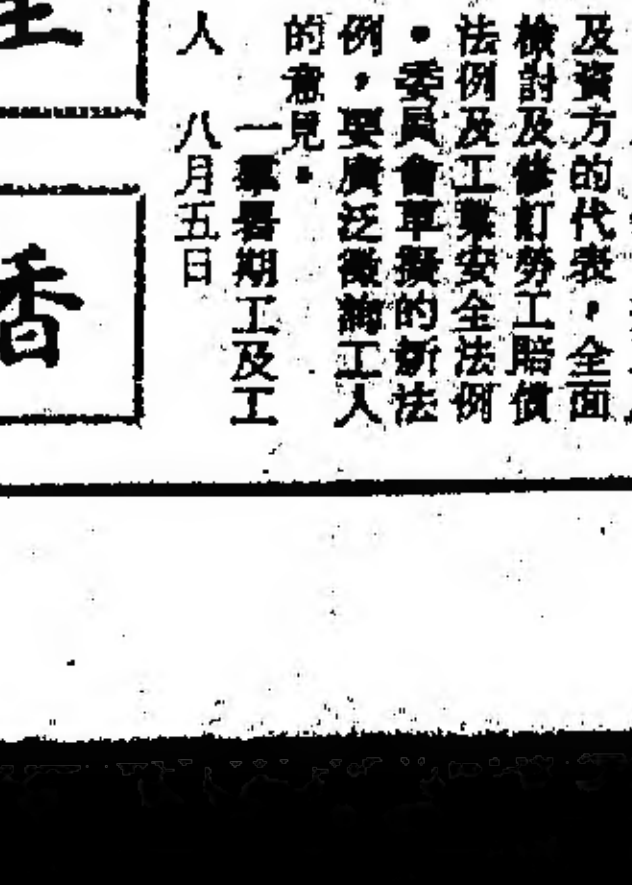 及資方的代表，全面
檢討及修訂勞工賠償
法例及工業安全法例
。委員會草擬的新法
例，要廣泛徵詢工人
的意見。
一羣暑期工及工
人　八月五日
香